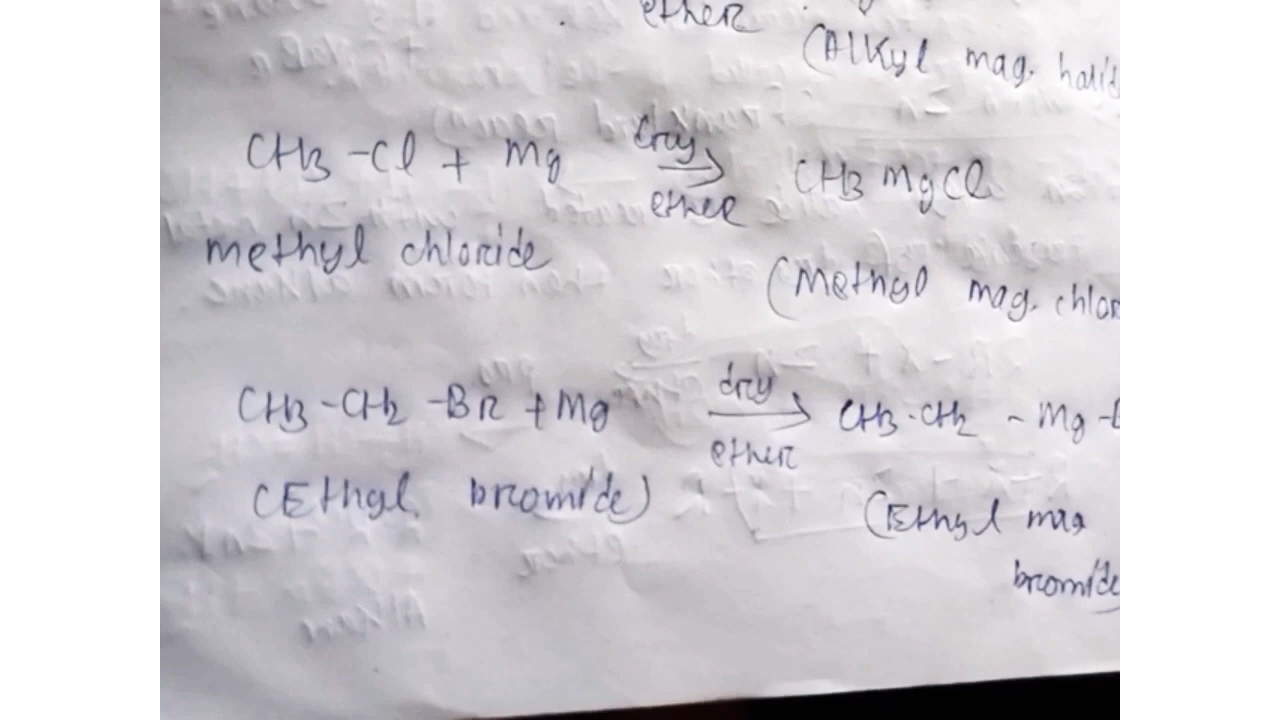 ether
(Alkyl mag. hali
CH3 -Cl + Mg dry ether CH3 MgCl
methyl chloride
(Methyl mag. chlor
CH3 -CH2 -Br + Mg dry ether CH3-CH2 - Mg -
(Ethyl bromide)
(Ethyl mag
bromide)